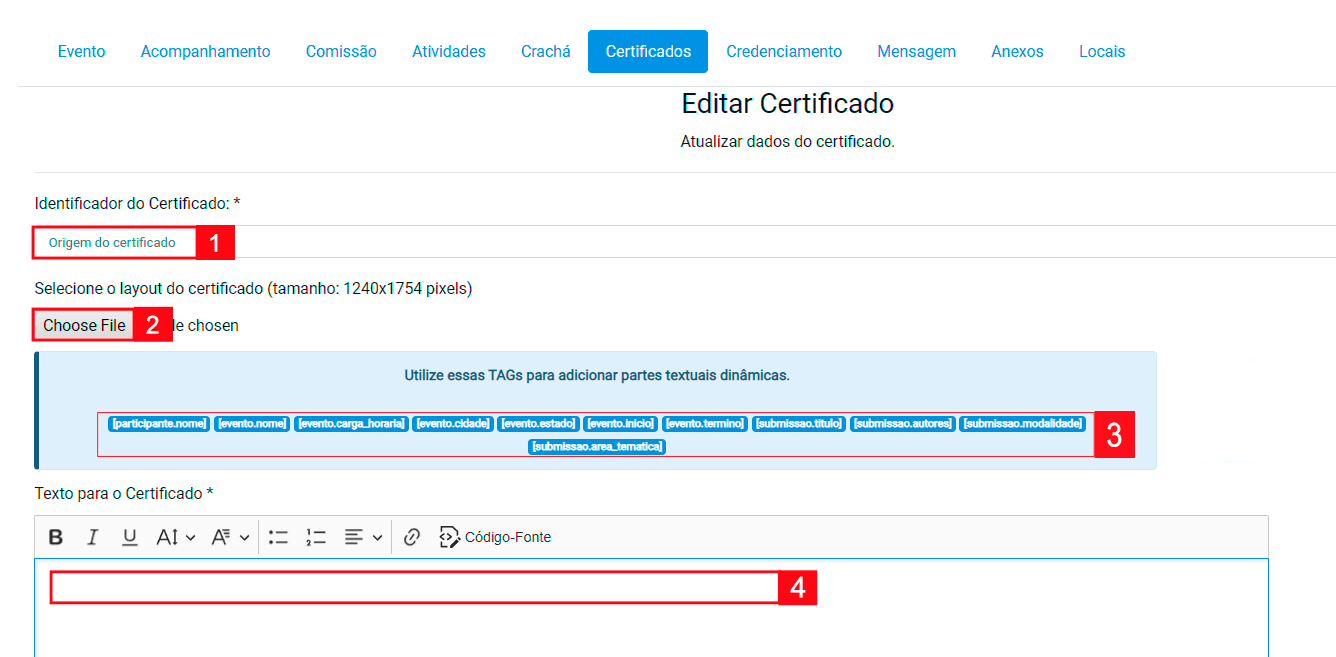 Evento Acompanhamento Comissão Atividades Crachá Certificados Credenciamento Mensagem Anexos Locais
Editar Certificado
Atualizar dados do certificado.
Identificador do Certificado: *
Origem do certificado 1
Selecione o layout do certificado (tamanho: 1240x1754 pixels)
Choose File 2 le chosen
Utilize essas TAGs para adicionar partes textuais dinâmicas.
[participante.nome] [evento.nome] [evento.carga_horaria] [evento.cidade] [evento.estado] [evento.inicio] [evento.termino] [submissao.titulo] [submissao.autores] [submissao.modalidade] 3
[submissao.area_tematica]
Texto para o Certificado *
B I U A A Código-Fonte
4